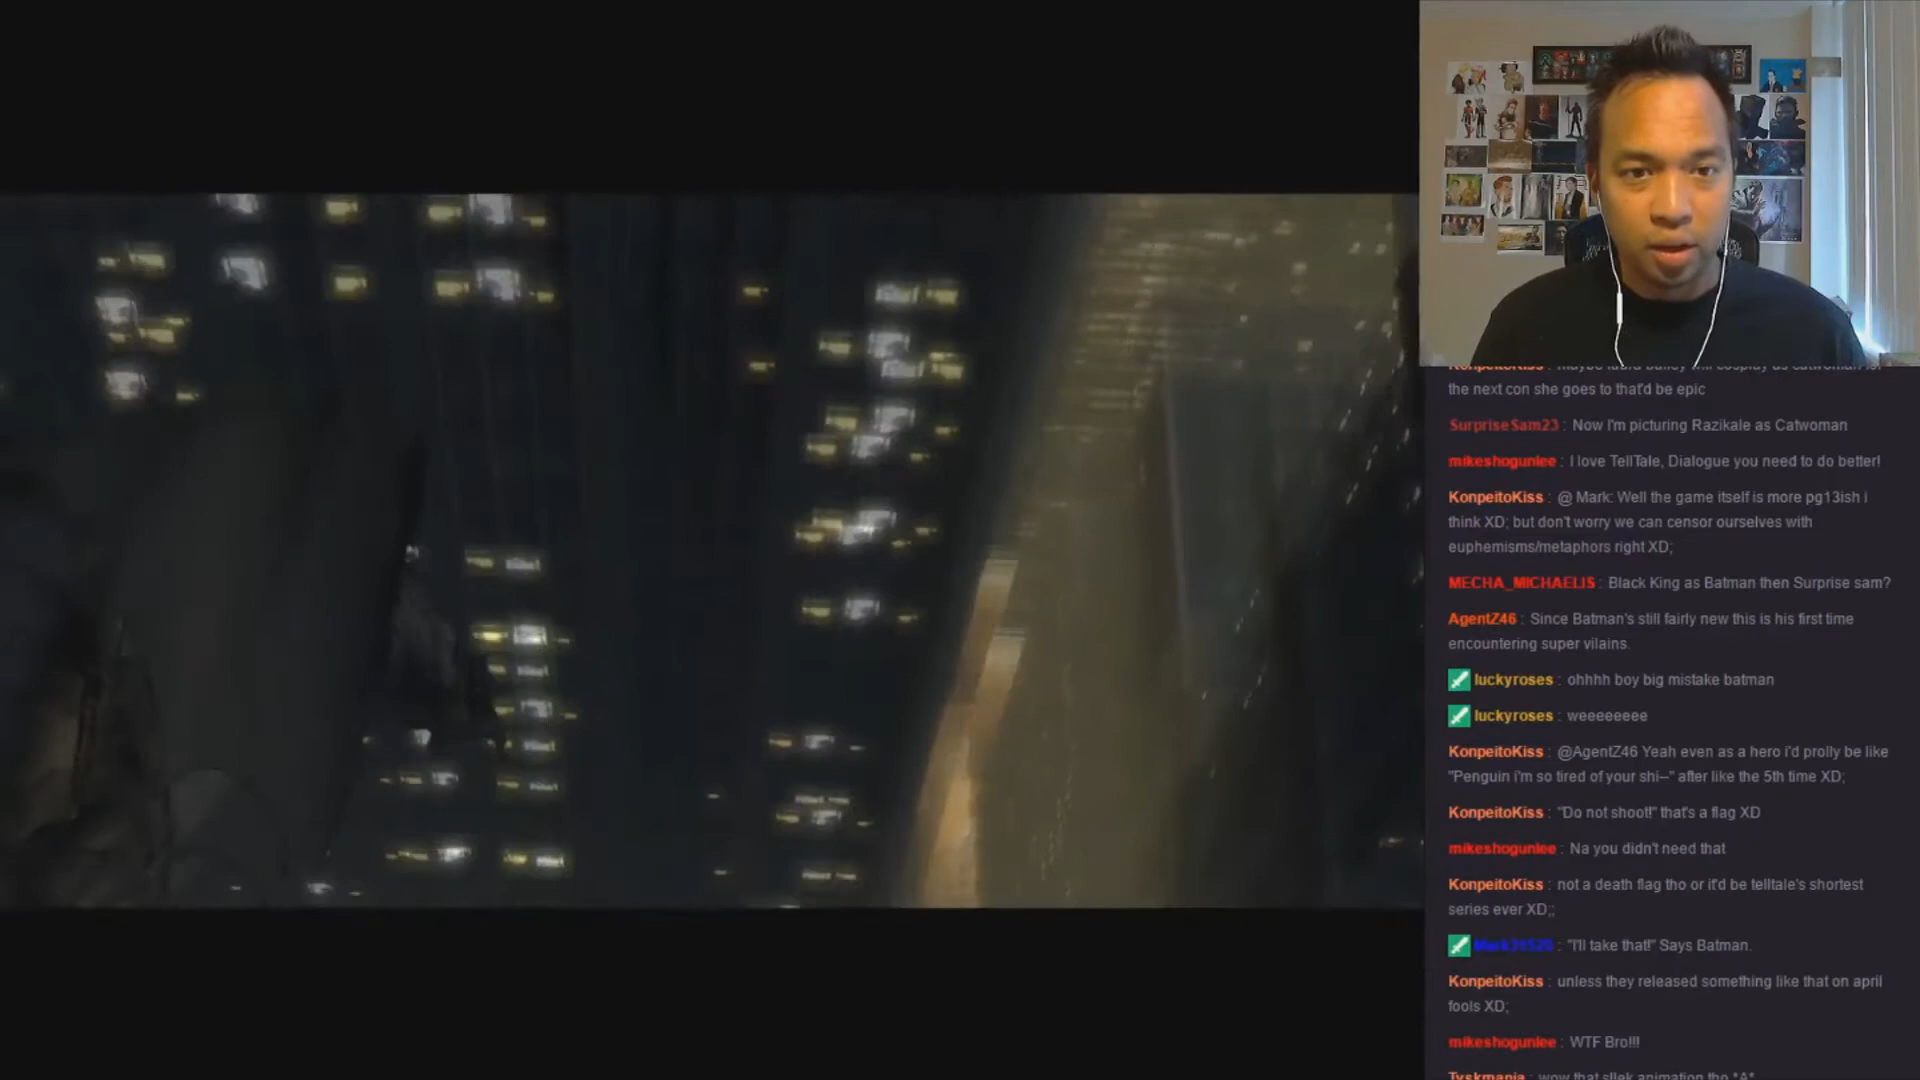 the next con she goes to that'd be epic
SurpriseSam23 : Now I'm picturing Razikale as Catwoman
mikeshogunlee : I love TellTale, Dialogue you need to do better!
KonpeitoKiss : @ Mark: Well the game itself is more pg13ish i
think XD; but don't worry we can censor ourselves with
euphemisms/metaphors right XD;
MECHA_MICHAELIS : Black King as Batman then Surprise sam?
AgentZ46 : Since Batman's still fairly new this is his first time
encountering super vilains.
luckyroses : ohhhh boy big mistake batman
luckyroses : weeeeeeee
KonpeitoKiss : @AgentZ46 Yeah even as a hero i'd prolly be like
"Penguin i'm so tired of your shi--" after like the 5th time XD;
KonpeitoKiss : "Do not shoot!" that's a flag XD
mikeshogunlee : Na you didn't need that
KonpeitoKiss : not a death flag tho or it'd be telltale's shortest
series ever XD;;
Mark31520 : "I'll take that!" Says Batman.
KonpeitoKiss : unless they released something like that on april
fools XD;
mikeshogunlee : WTF Bro!!!
Tyskmania : wow that sllek animation tho *A*